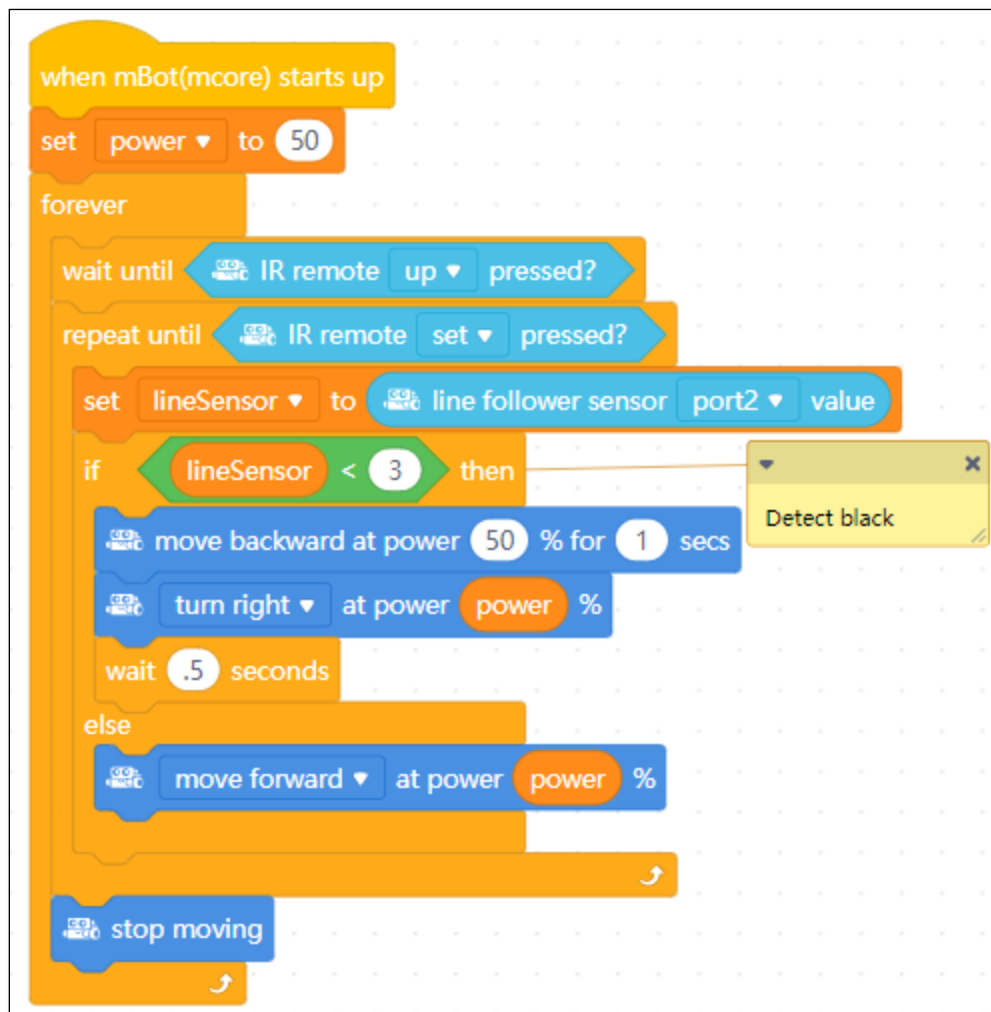 when mBot(mcore) starts up
set power to 50
forever
wait until IR remote up pressed?
repeat until IR remote set pressed?
set lineSensor to line follower sensor port2 value
if lineSensor < 3 then
Detect black
move backward at power 50 % for 1 secs
turn right at power power %
wait .5 seconds
else
move forward at power power %
stop moving